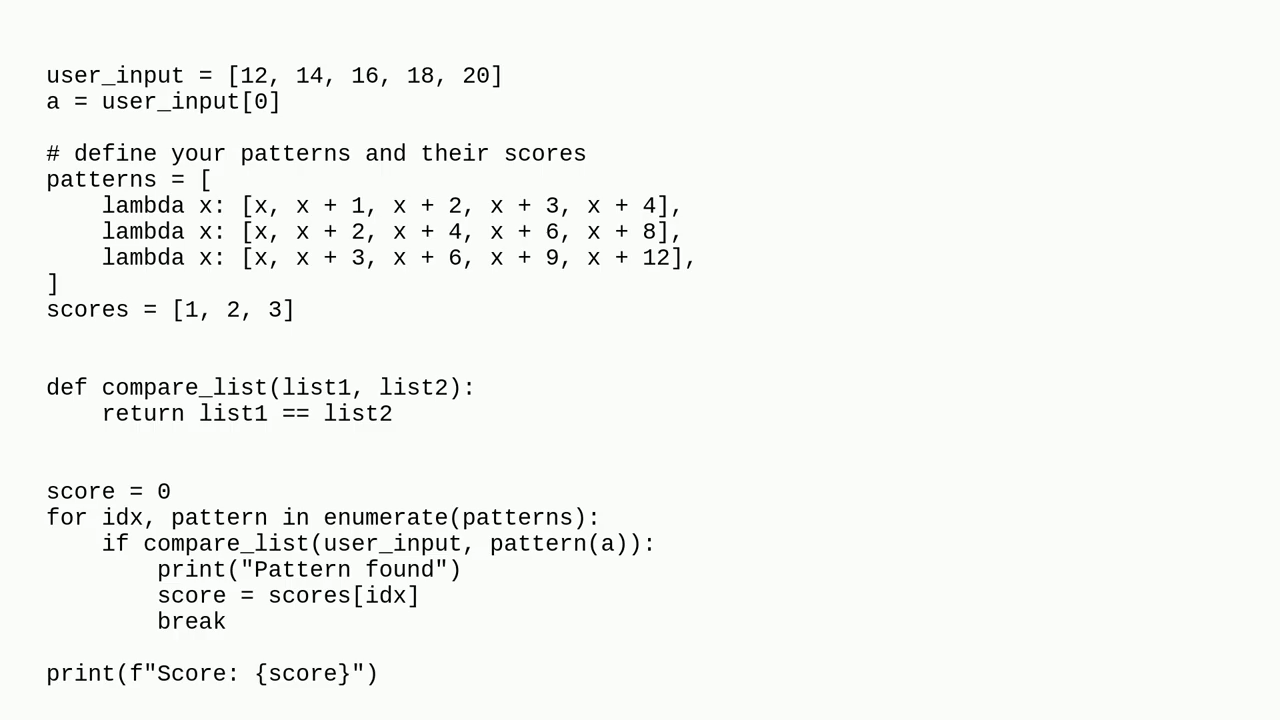 user_input = [12, 14, 16, 18, 20]
a = user_input[0]

# define your patterns and their scores
patterns = [
    lambda x: [x, x + 1, x + 2, x + 3, x + 4],
    lambda x: [x, x + 2, x + 4, x + 6, x + 8],
    lambda x: [x, x + 3, x + 6, x + 9, x + 12],
]
scores = [1, 2, 3]


def compare_list(list1, list2):
    return list1 == list2


score = 0
for idx, pattern in enumerate(patterns):
    if compare_list(user_input, pattern(a)):
        print("Pattern found")
        score = scores[idx]
        break

print(f"Score: {score}")